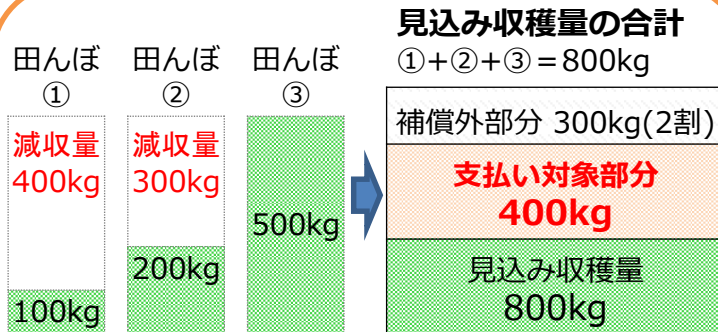 田んぼ
①
減収量
400kg
100kg
田んぼ
②
減収量
300kg
200kg
田んぼ
③
500kg
見込み収穫量の合計
①+②+③=800kg
補償外部分 300kg(2割)
支払い対象部分
400kg
見込み収穫量
800kg